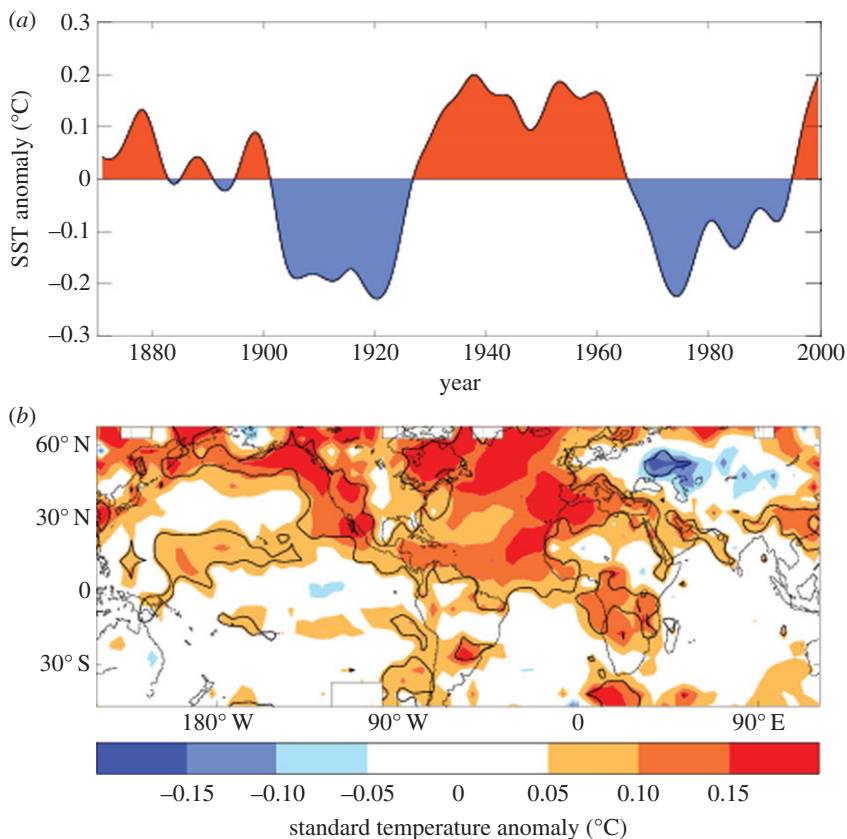 (a)
0.3
0.2
0.1
0
–0.1
–0.2
–0.3
SST anomaly (°C)
1880 1900 1920 1940 1960 1980 2000
year
(b)
60° N
30° N
0
30° S
180° W 90° W 0 90° E
–0.15 –0.10 –0.05 0 0.05 0.10 0.15
standard temperature anomaly (°C)